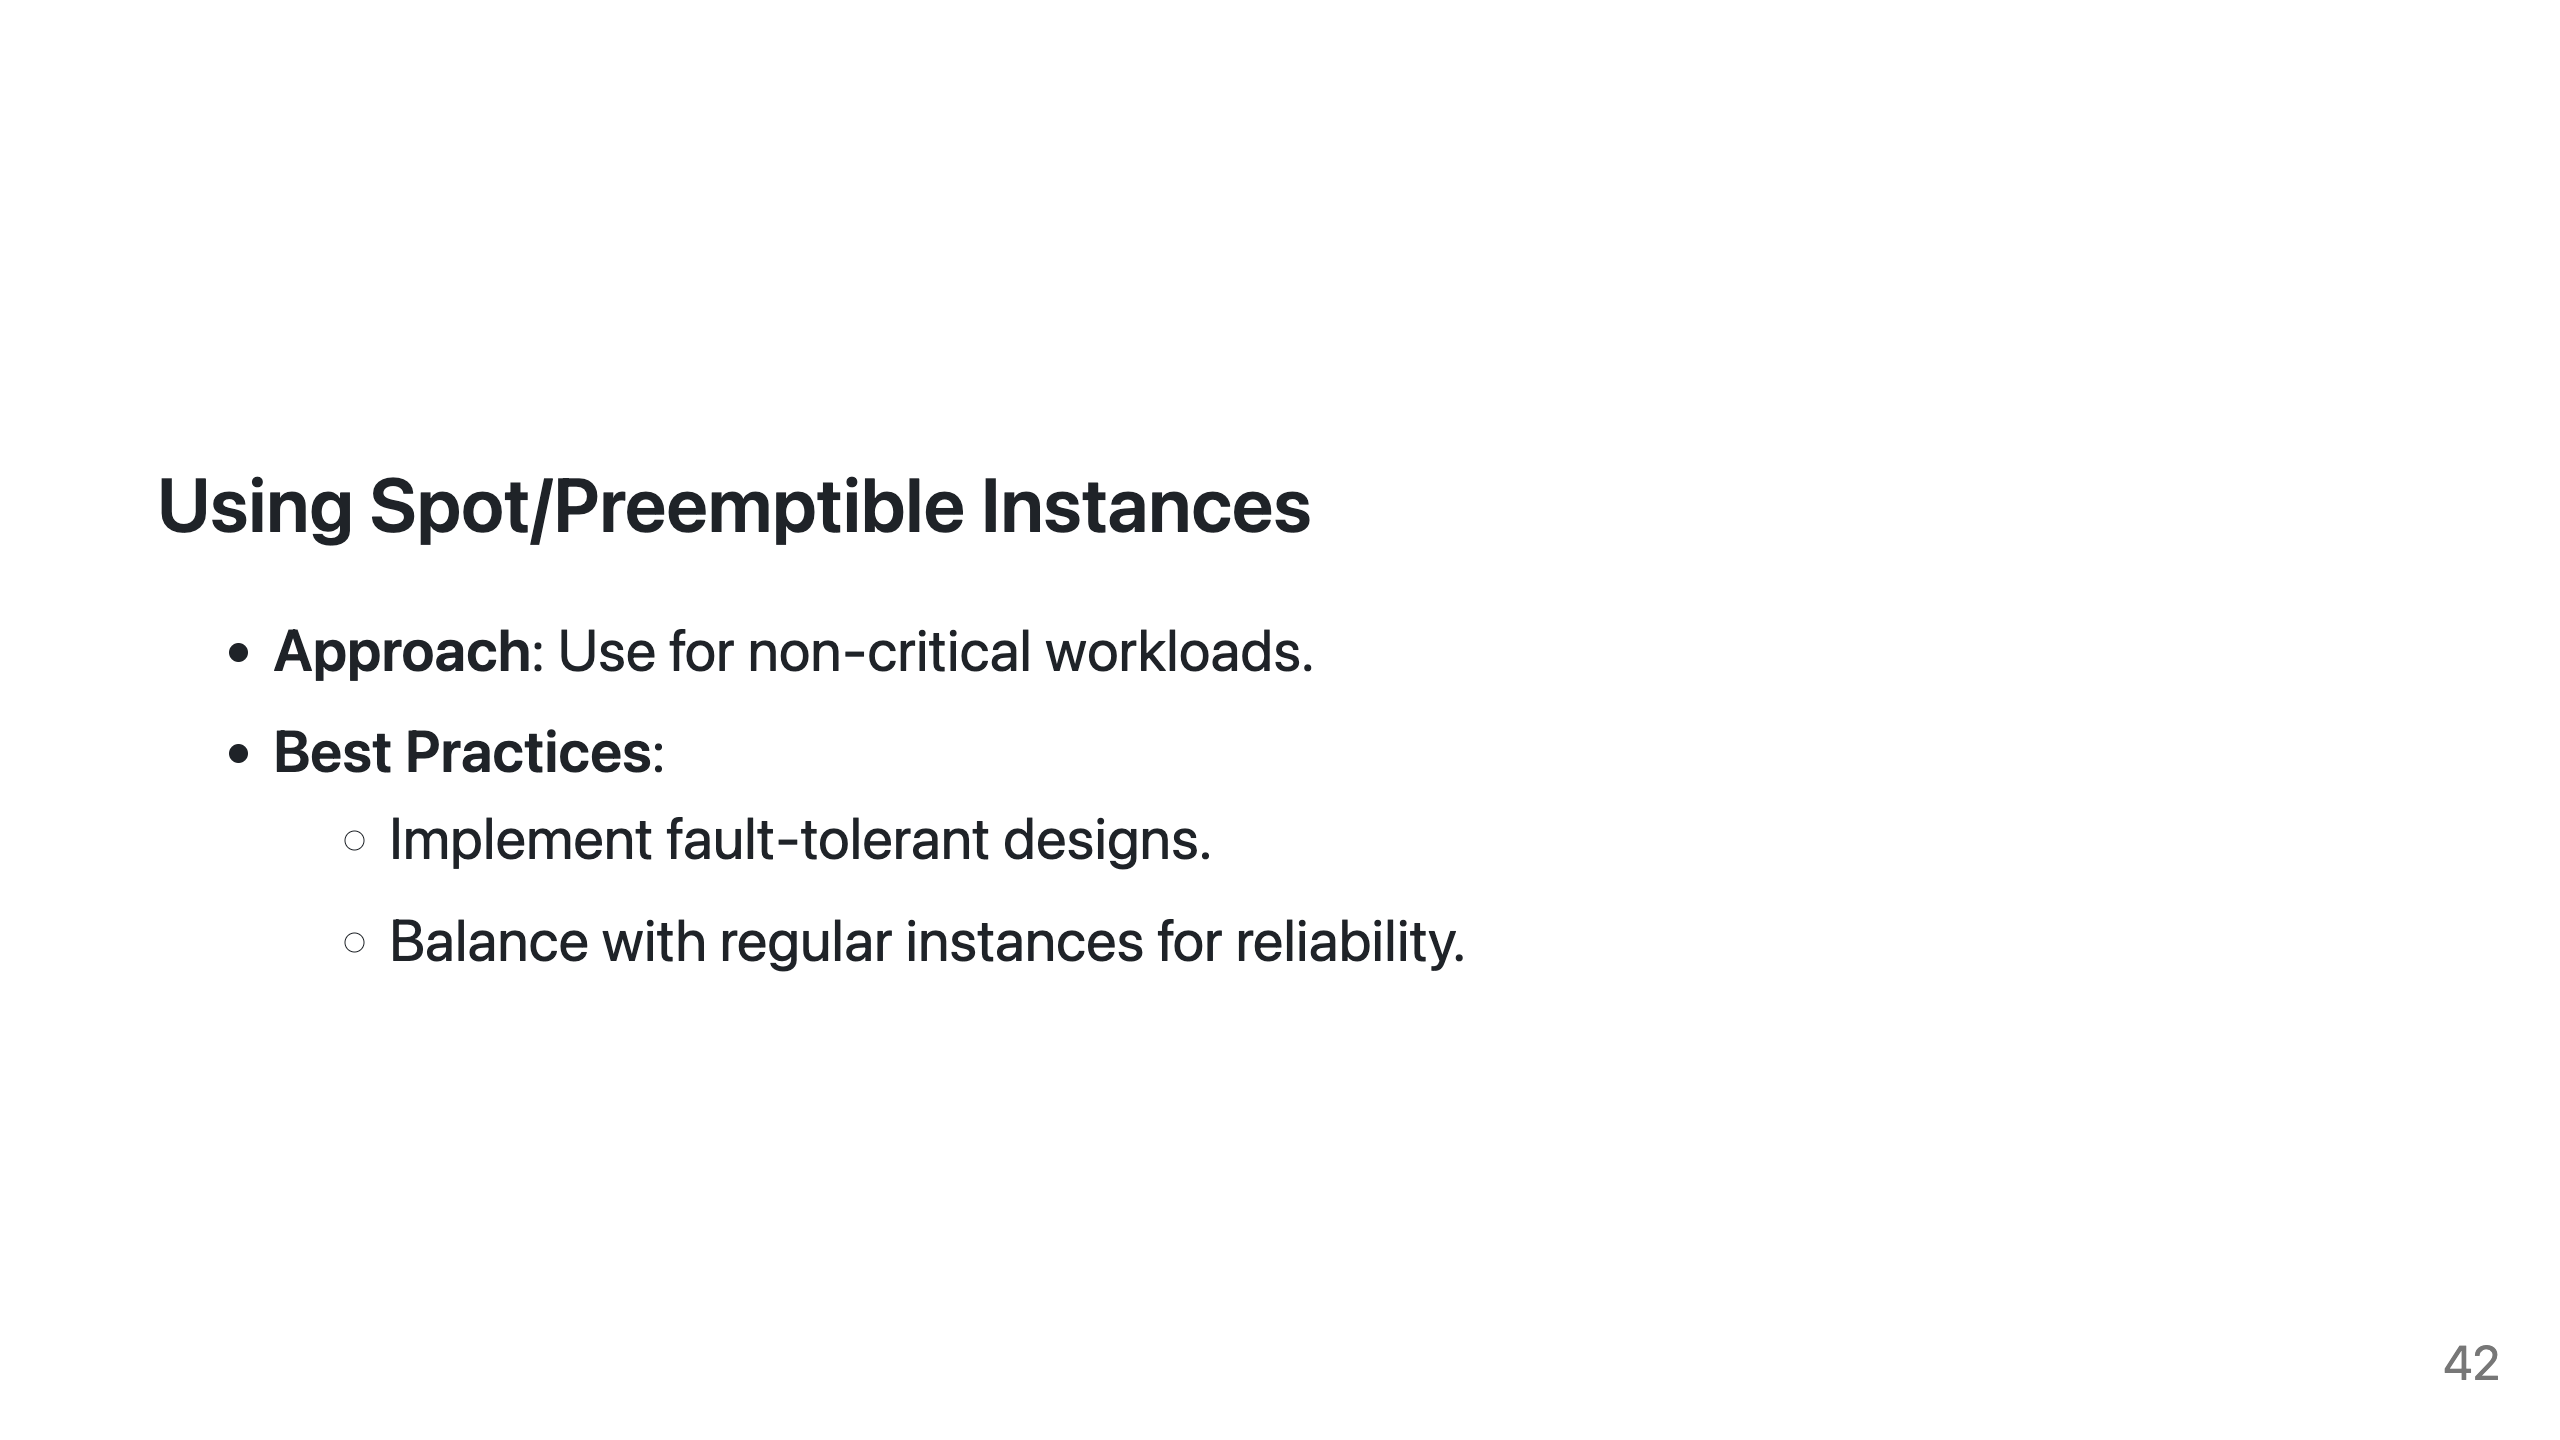 Using Spot/Preemptible Instances
• Approach: Use for non-critical workloads.
• Best Practices:
○ Implement fault-tolerant designs.
○ Balance with regular instances for reliability.
42